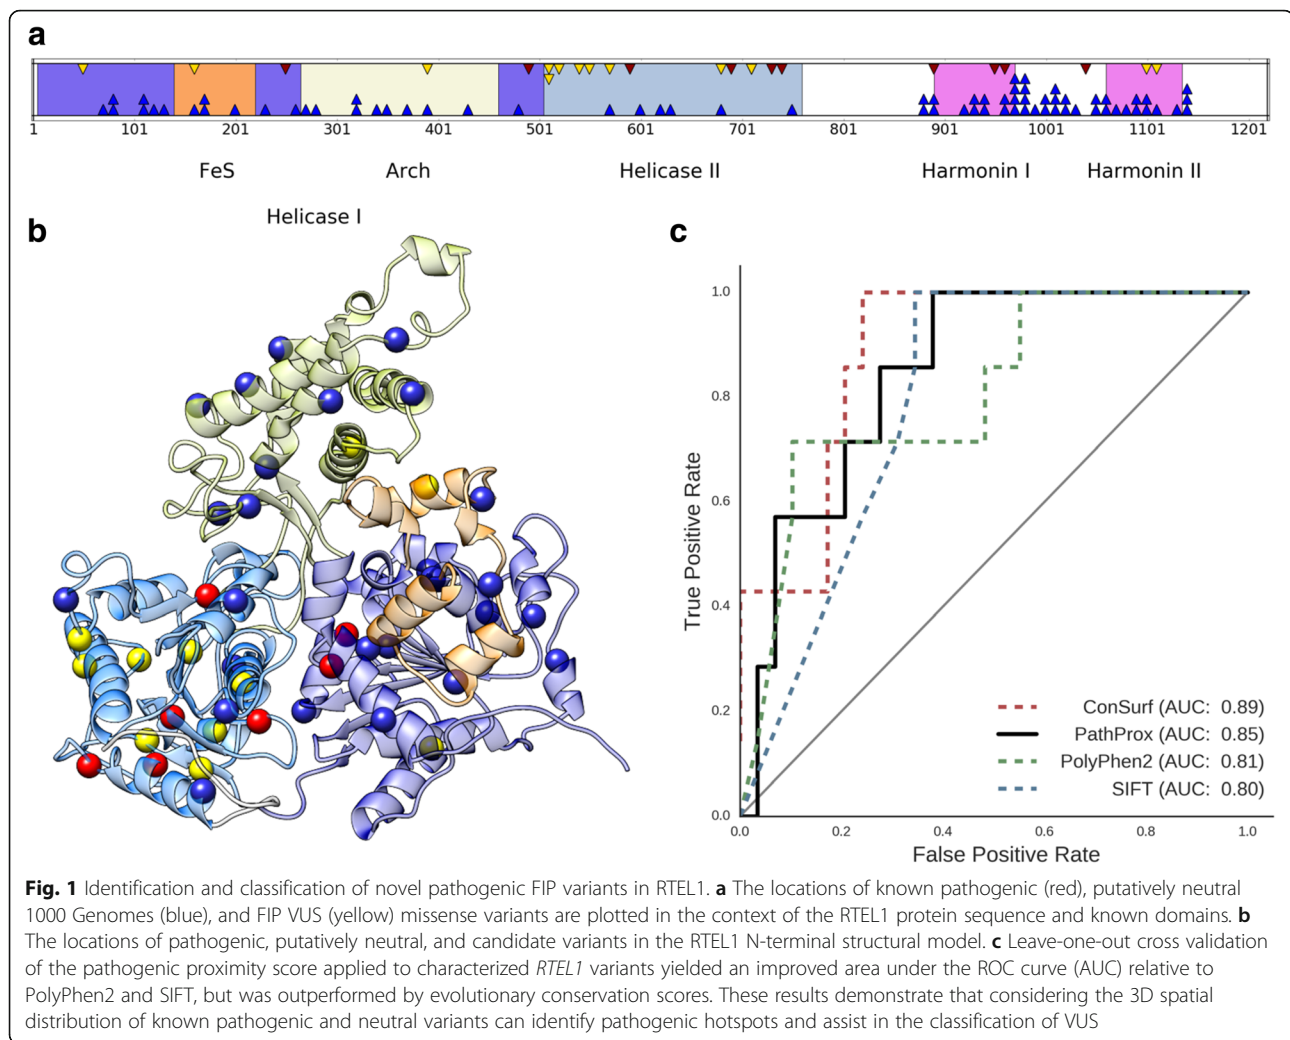 a
1 101 201 301 401 501 601 701 801 901 1001 1101 1201
FeS Arch Helicase II Harmonin I Harmonin II
Helicase I
b
c
1.0
0.8
0.6
0.4
0.2
0.0
True Positive Rate
ConSurf (AUC: 0.89)
PathProx (AUC: 0.85)
PolyPhen2 (AUC: 0.81)
SIFT (AUC: 0.80)
0.0 0.2 0.4 0.6 0.8 1.0
False Positive Rate
Fig. 1 Identification and classification of novel pathogenic FIP variants in RTEL1. a The locations of known pathogenic (red), putatively neutral
1000 Genomes (blue), and FIP VUS (yellow) missense variants are plotted in the context of the RTEL1 protein sequence and known domains. b
The locations of pathogenic, putatively neutral, and candidate variants in the RTEL1 N-terminal structural model. c Leave-one-out cross validation
of the pathogenic proximity score applied to characterized RTEL1 variants yielded an improved area under the ROC curve (AUC) relative to
PolyPhen2 and SIFT, but was outperformed by evolutionary conservation scores. These results demonstrate that considering the 3D spatial
distribution of known pathogenic and neutral variants can identify pathogenic hotspots and assist in the classification of VUS